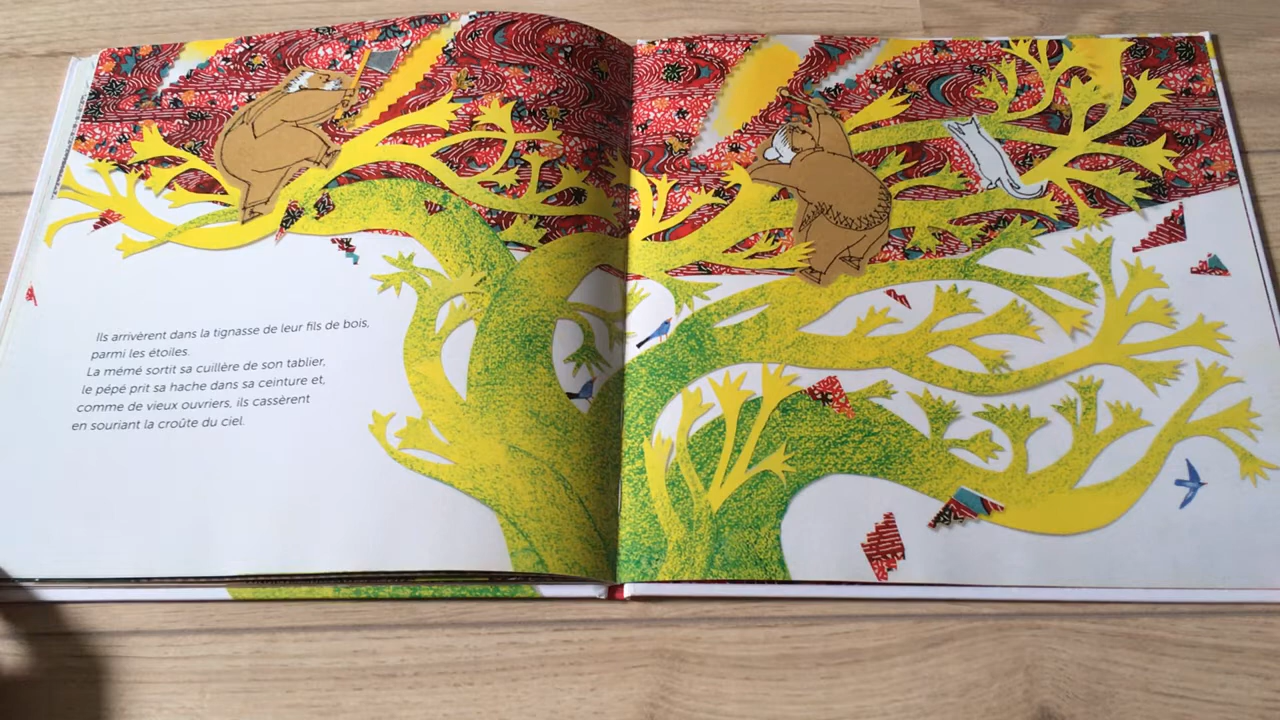 Ils arrivèrent dans la tignasse de leur fils de bois,
parmi les étoiles.
La mémé sortit sa cuillère de son tablier,
le pépé prit sa hache dans sa ceinture et,
comme de vieux ouvriers, ils cassèrent
en souriant la croûte du ciel.